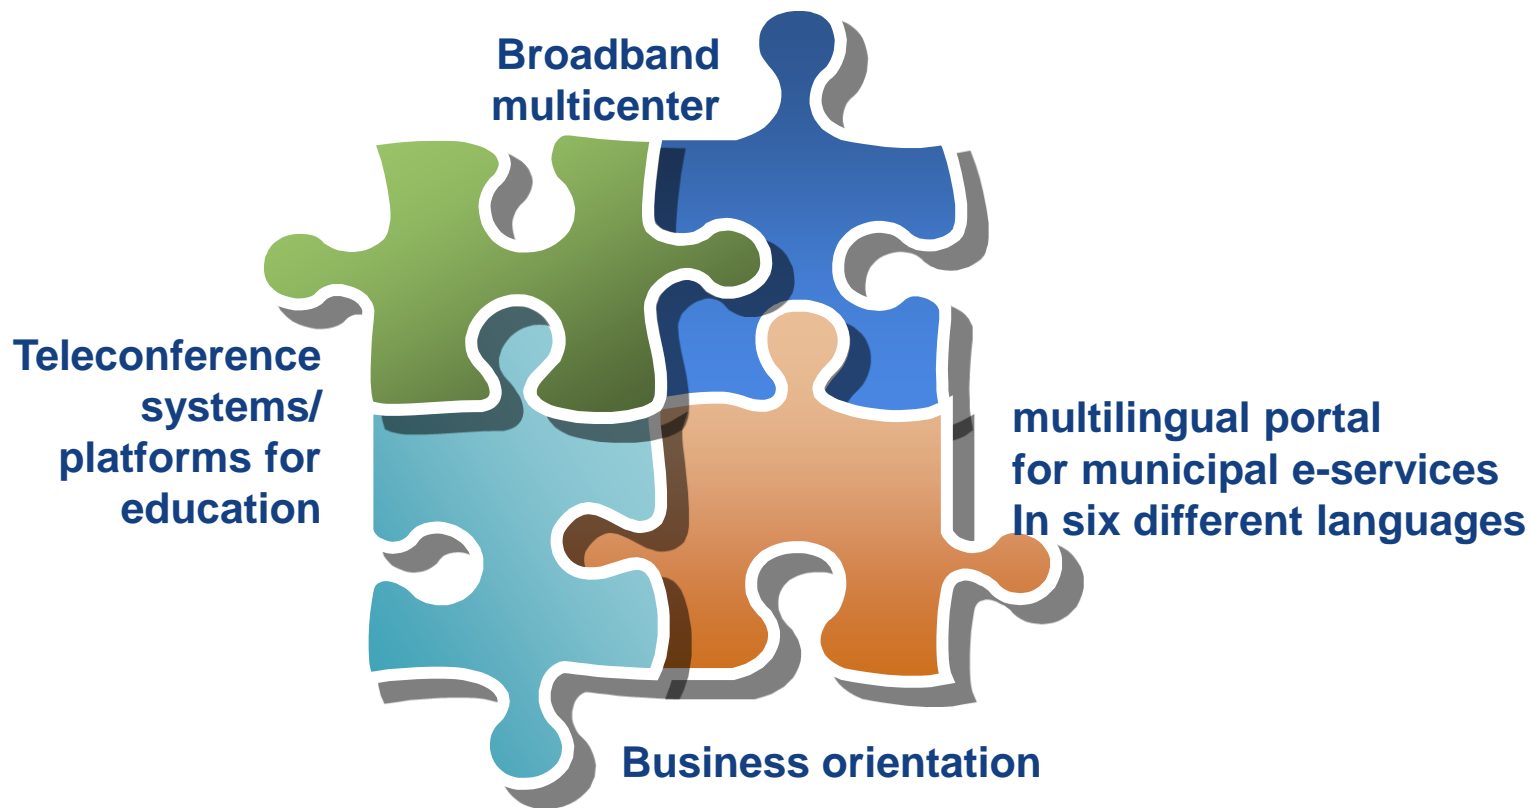 Broadband
multicenter
Teleconference
systems/
platforms for
education
multilingual portal
for municipal e-services
In six different languages
Business orientation